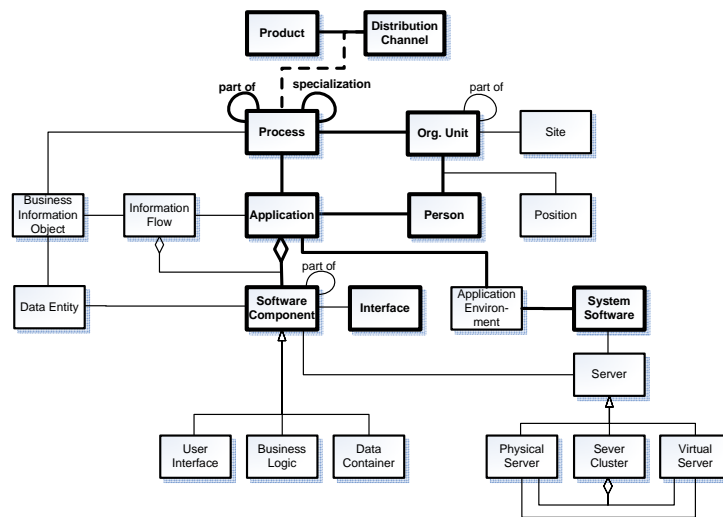 Product
Distribution
Channel
part of
specialization
part of
Process
Org. Unit
Site
Business
Information
Object
Information
Flow
Application
Person
Position
part of
Data Entity
Software
Component
Interface
Application
Environ-
ment
System
Software
Server
User
Interface
Business
Logic
Data
Container
Physical
Server
Sever
Cluster
Virtual
Server